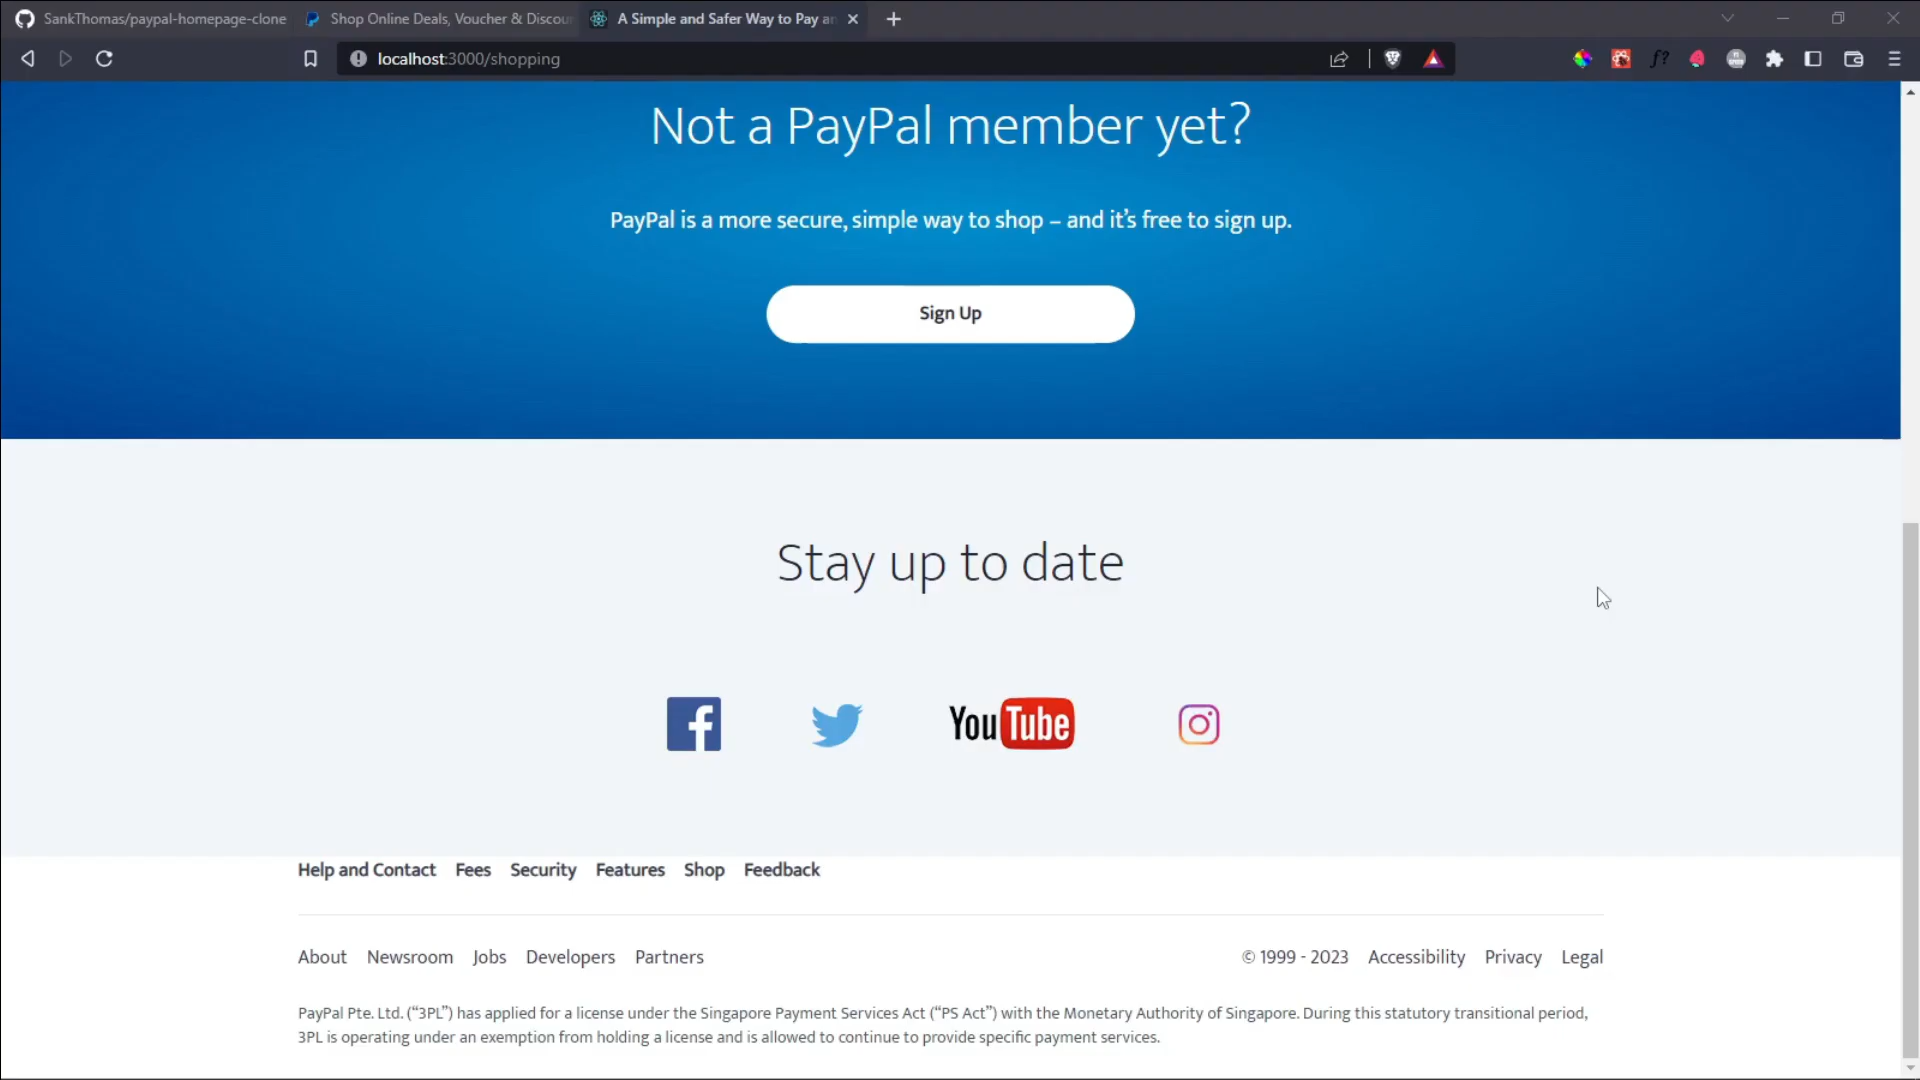 SankThomas/paypal-homepage-clone
Shop Online Deals, Voucher & Discou
A Simple and Safer Way to Pay a
localhost:3000/shopping
Not a PayPal member yet?
PayPal is a more secure, simple way to shop – and it’s free to sign up.
Sign Up
Stay up to date
f
YouTube
Help and Contact Fees Security Features Shop Feedback
About Newsroom Jobs Developers Partners © 1999 - 2023 Accessibility Privacy Legal
PayPal Pte. Ltd. (“3PL”) has applied for a license under the Singapore Payment Services Act (“PS Act”) with the Monetary Authority of Singapore. During this statutory transitional period,
3PL is operating under an exemption from holding a license and is allowed to continue to provide specific payment services.